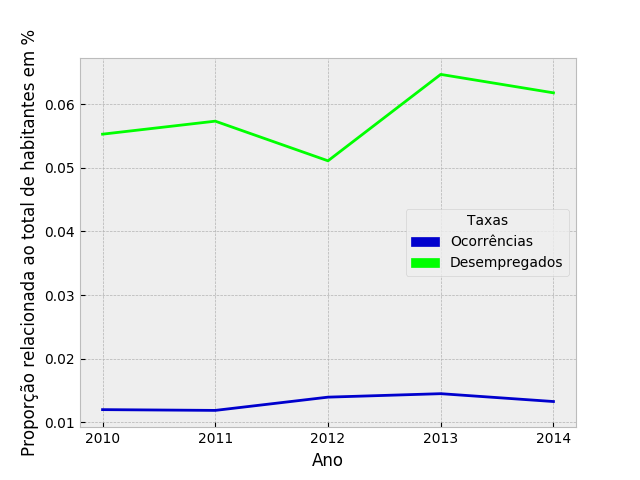 Proporção relacionada ao total de habitantes em %
0.06
0.05
0.04
0.03
0.02
0.01
Taxas
Ocorrências
Desempregados
2010 2011 2012 2013 2014
Ano